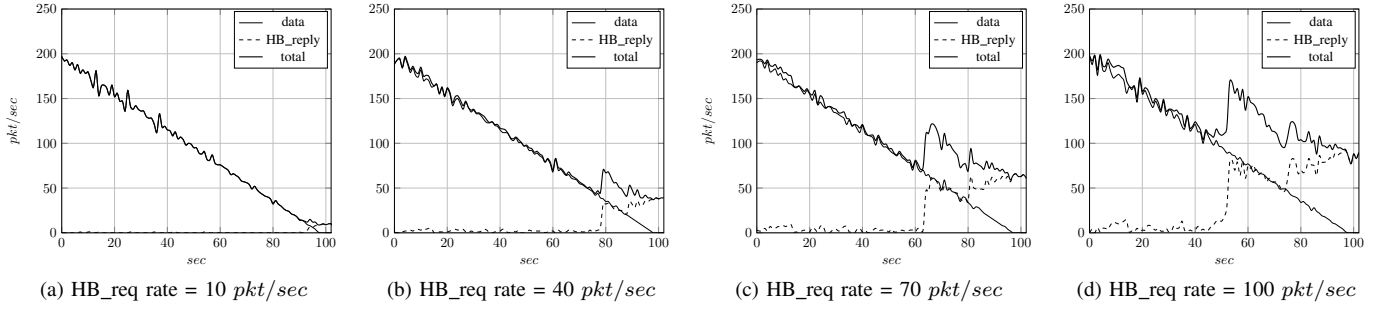 250
200
150
100
50
0
pkt/sec
0 20 40 60 80 100
sec
data
HB_reply
total
(a) HB_req rate = 10 pkt/sec
250
200
150
100
50
0
0 20 40 60 80 100
sec
data
HB_reply
total
(b) HB_req rate = 40 pkt/sec
250
200
150
100
50
0
pkt/sec
0 20 40 60 80 100
sec
data
HB_reply
total
(c) HB_req rate = 70 pkt/sec
250
200
150
100
50
0
pkt/sec
0 20 40 60 80 100
sec
data
HB_reply
total
(d) HB_req rate = 100 pkt/sec